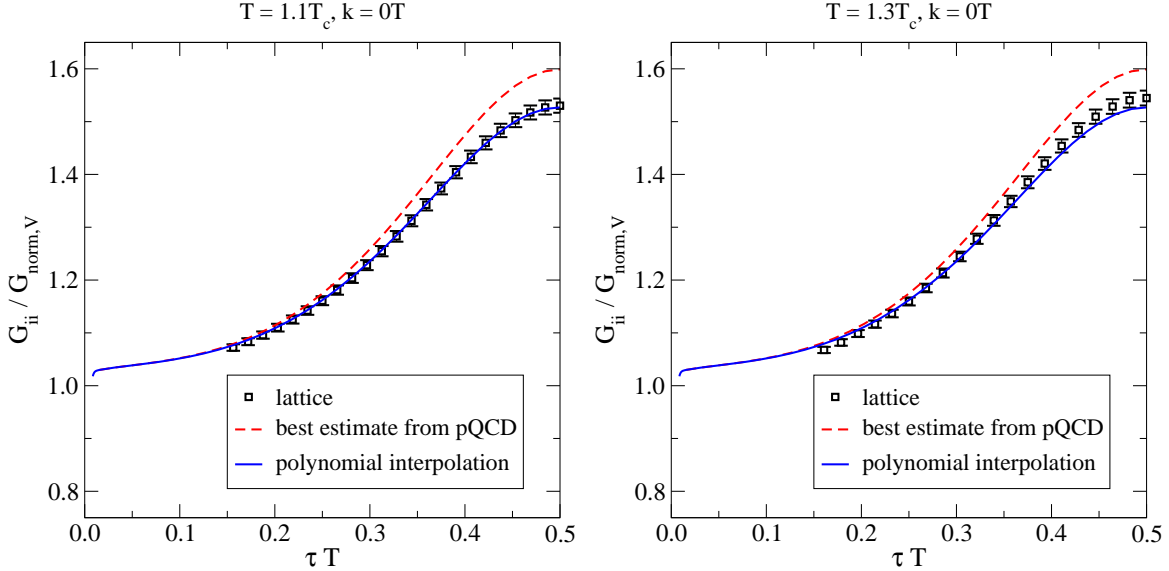 T = 1.1T_c, k = 0T
1.6
1.4
1.2
1.0
0.8
G_ii / G_norm,V
lattice
best estimate from pQCD
polynomial interpolation
0.0 0.1 0.2 0.3 0.4 0.5
τ T
T = 1.3T_c, k = 0T
1.6
1.4
1.2
1.0
0.8
G_ii / G_norm,V
lattice
best estimate from pQCD
polynomial interpolation
0.0 0.1 0.2 0.3 0.4 0.5
τ T